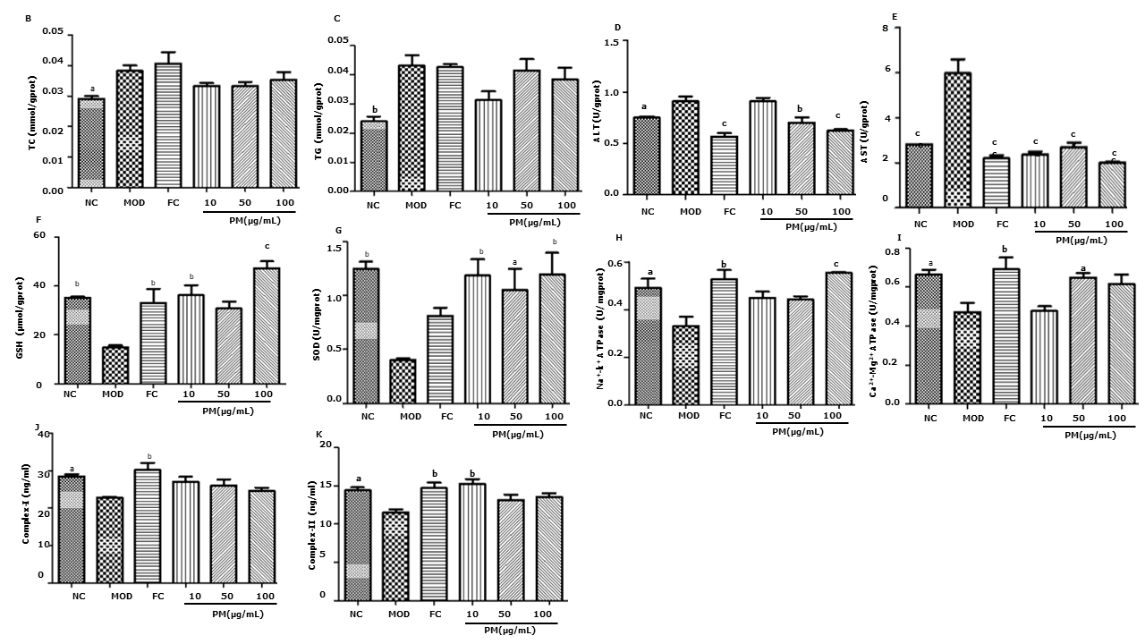 B
TC (mmol/gprot)
0.05
0.04
0.03
0.02
0.01
0.00
a
NC MOD FC 10 50 100
PM(μg/mL)
C
TG (mmol/gprot)
0.05
0.04
0.03
0.02
0.01
0.00
b
NC MOD FC 10 50 100
PM(μg/mL)
D
ALT(U/gprot)
1.5
1.0
0.5
0.0
a c b c
NC MOD FC 10 50 100
PM(μg/mL)
E
AST(U/gprot)
8
6
4
2
0
c c c c c
c c c
NC MOD FC 10 50 100
PM(μg/mL)
F
GSH (μmol/gprot)
60
40
20
0
b b b c
NC MOD FC 10 50 100
PM(μg/mL)
G
SOD (U/mgprot)
1.5
1.0
0.5
0.0
b b a b
NC MOD FC 10 50 100
PM(μg/mL)
H
Na⁺-k⁺ATPase (U/ mgprot)
0.6
0.4
0.2
0.0
a b c
NC MOD FC 10 50 100
PM(μg/mL)
I
Ca²⁺-Mg²⁺ATPase (U/mgprot)
0.8
0.6
0.4
0.2
0.0
a b a
NC MOD FC 10 50 100
PM(μg/mL)
J
Complex-I (ng/ml)
40
30
20
10
0
a b
NC MOD FC 10 50 100
PM(μg/mL)
K
Complex-II (ng/ml)
20
15
10
5
0
a b b
NC MOD FC 10 50 100
PM(μg/mL)